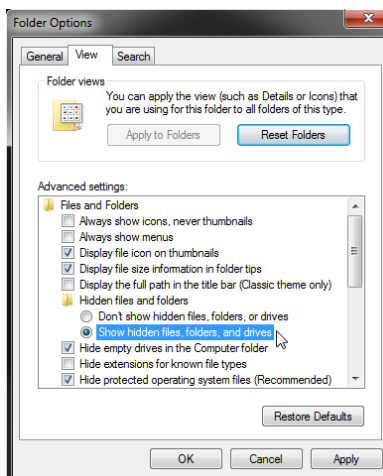 Folder Options
General View Search
Folder views
You can apply the view (such as Details or Icons) that
you are using for this folder to all folders of this type.
Apply to Folders Reset Folders
Advanced settings:
Files and Folders
Always show icons, never thumbnails
Always show menus
Display file icon on thumbnails
Display file size information in folder tips
Display the full path in the title bar (Classic theme only)
Hidden files and folders
Don't show hidden files, folders, or drives
Show hidden files, folders, and drives
Hide empty drives in the Computer folder
Hide extensions for known file types
Hide protected operating system files (Recommended)
Restore Defaults
OK Cancel Apply